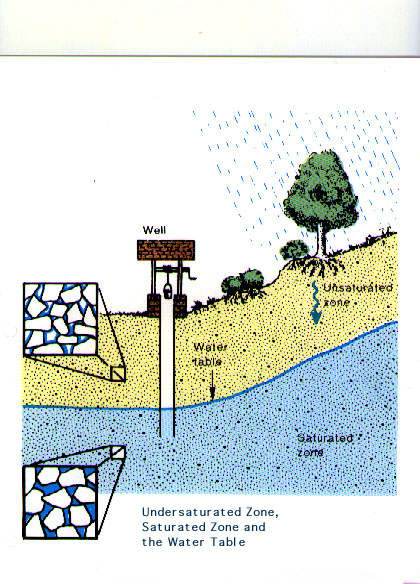 Well
Unsaturated
zone
Water
table
Saturated
zone
Undersaturated Zone,
Saturated Zone and
the Water Table